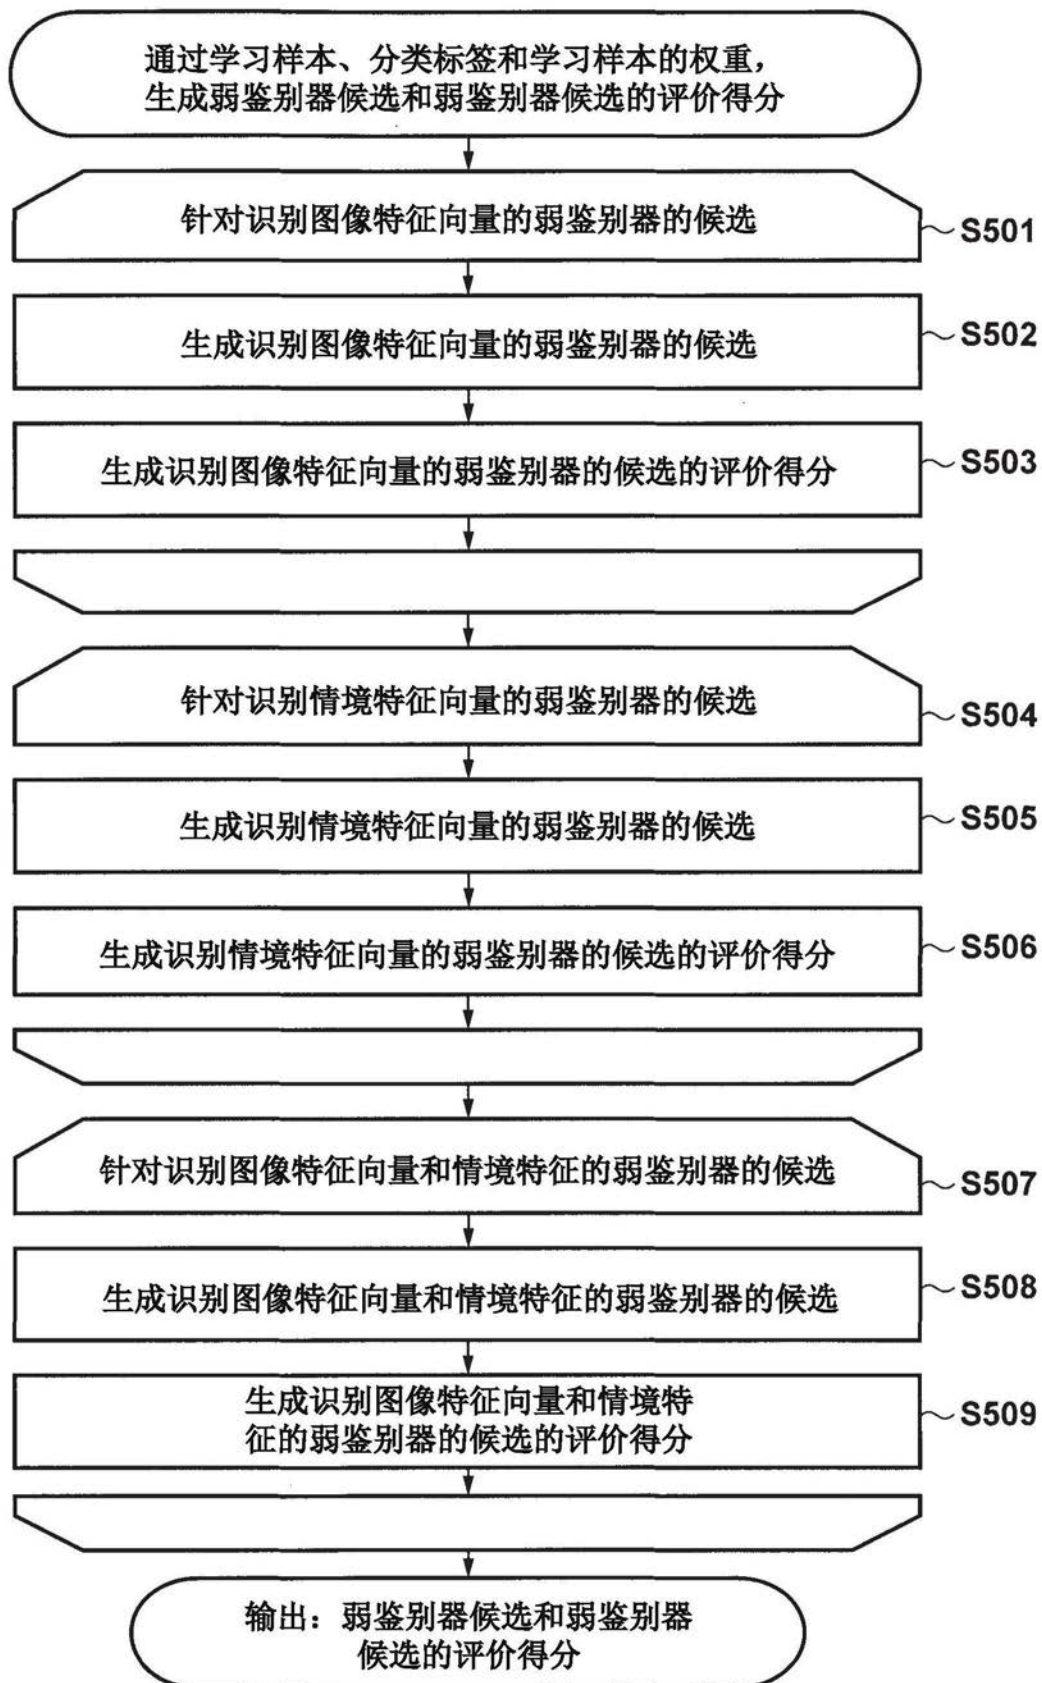 通过学习样本、分类标签和学习样本的权重，
生成弱鉴别器候选和弱鉴别器候选的评价得分
针对识别图像特征向量的弱鉴别器的候选
S501
生成识别图像特征向量的弱鉴别器的候选
S502
生成识别图像特征向量的弱鉴别器的候选的评价得分
S503
针对识别情境特征向量的弱鉴别器的候选
S504
生成识别情境特征向量的弱鉴别器的候选
S505
生成识别情境特征向量的弱鉴别器的候选的评价得分
S506
针对识别图像特征向量和情境特征的弱鉴别器的候选
S507
生成识别图像特征向量和情境特征的弱鉴别器的候选
S508
生成识别图像特征向量和情境特
征的弱鉴别器的候选的评价得分
S509
输出：弱鉴别器候选和弱鉴别器
候选的评价得分